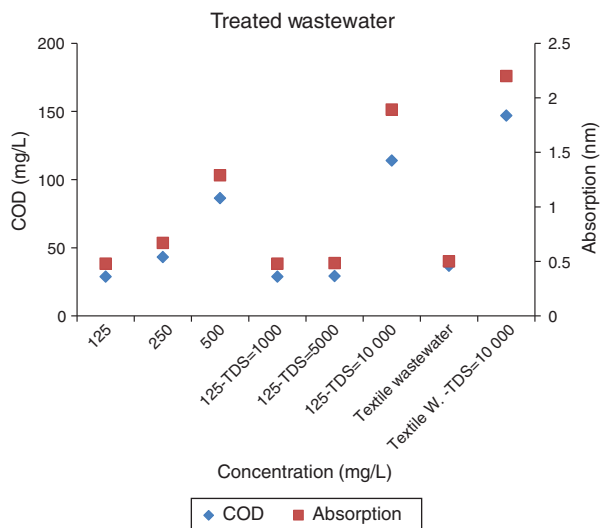 Treated wastewater
200
150
100
50
0
COD (mg/L)
2.5
2
1.5
1
0.5
0
Absorption (nm)
125
250
500
125-TDS=1000
125-TDS=5000
125-TDS=10 000
Textile wastewater
Textile W. -TDS=10 000
Concentration (mg/L)
COD Absorption